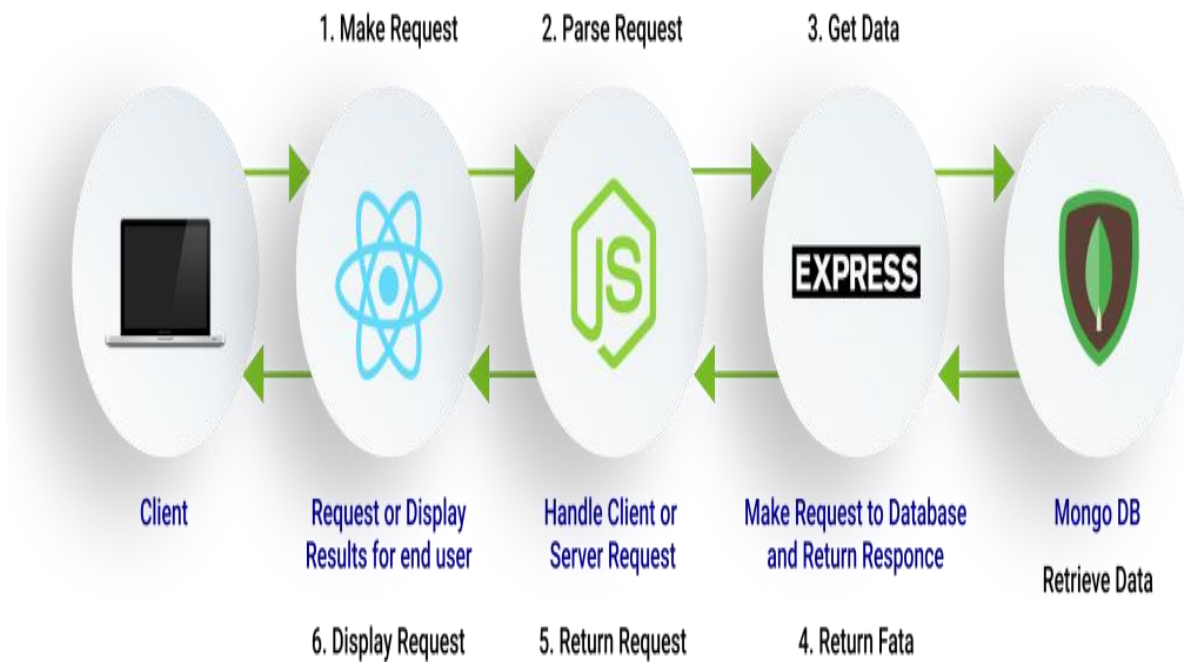 1. Make Request
2. Parse Request
3. Get Data
JS
EXPRESS
Client
Request or Display
Results for end user
Handle Client or
Server Request
Make Request to Database
and Return Responce
Mongo DB
Retrieve Data
6. Display Request
5. Return Request
4. Return Fata